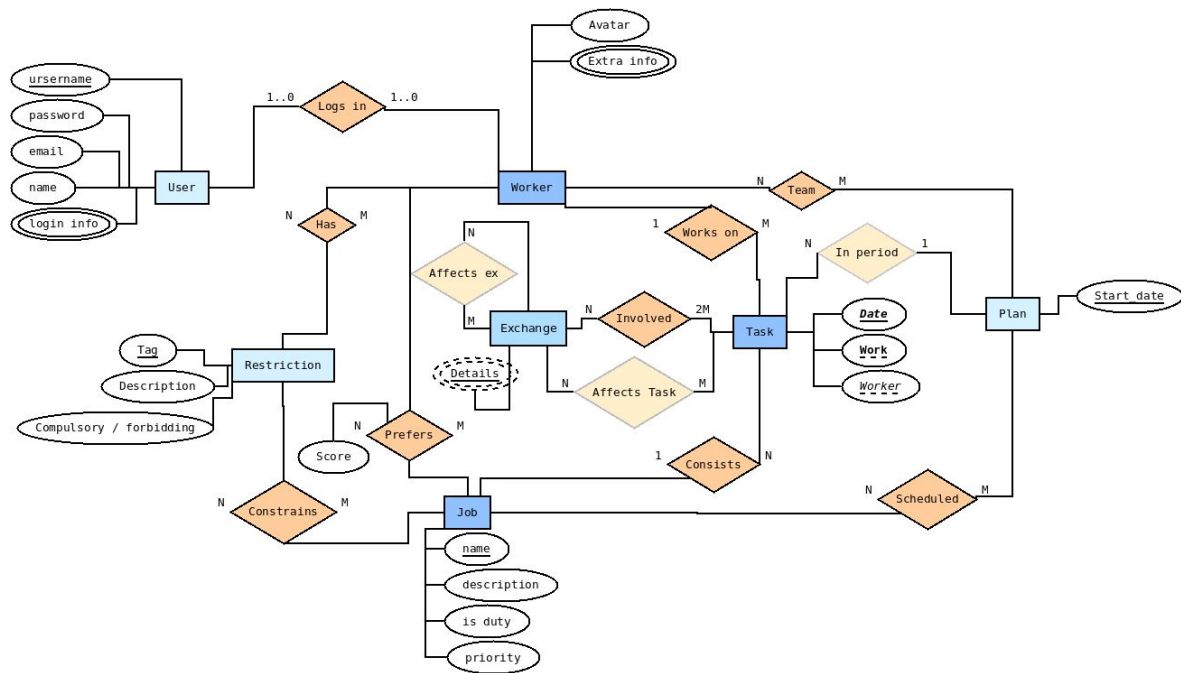 Avatar
Extra info
ursername
password
email
name
login info
User
1..0
Logs in
1..0
Worker
N
Has
M
N
Team
M
1
Works on
M
N
In period
1
N
Affects ex
M
Exchange
N
Involved
2M
Task
Details
N
Affects Task
M
Date
Work
Worker
Plan
Start_date
Tag
Description
Compulsory / forbidding
Restriction
Score
N
Prefers
M
1
Consists
N
N
Constrains
M
N
Scheduled
M
Job
name
description
is duty
priority